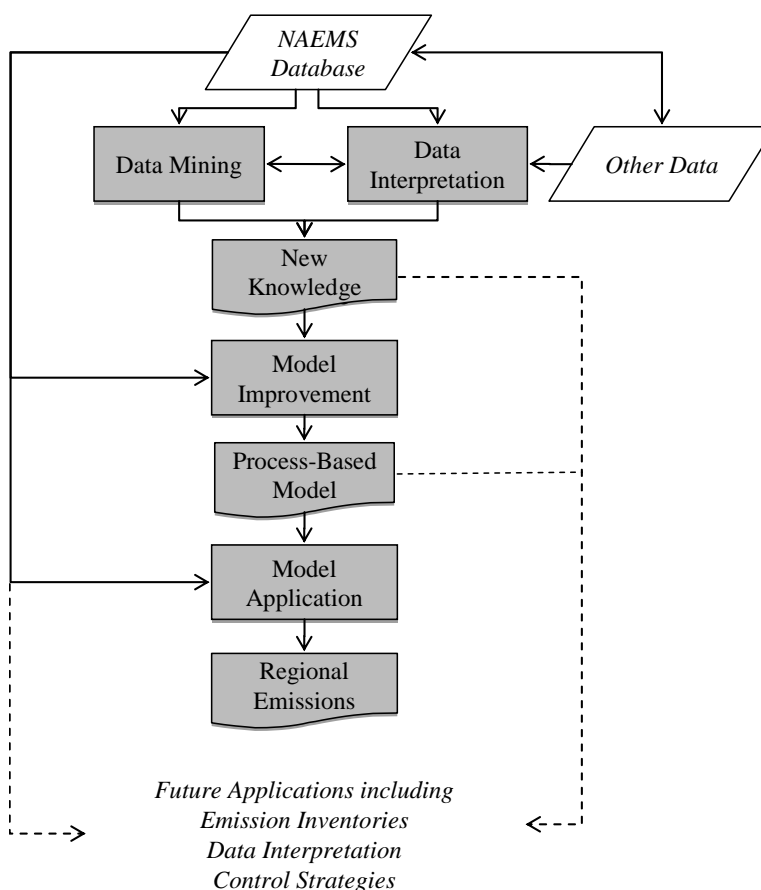 NAEMS
Database
Data Mining
Data
Interpretation
Other Data
New
Knowledge
Model
Improvement
Process-Based
Model
Model
Application
Regional
Emissions
Future Applications including
Emission Inventories
Data Interpretation
Control Strategies